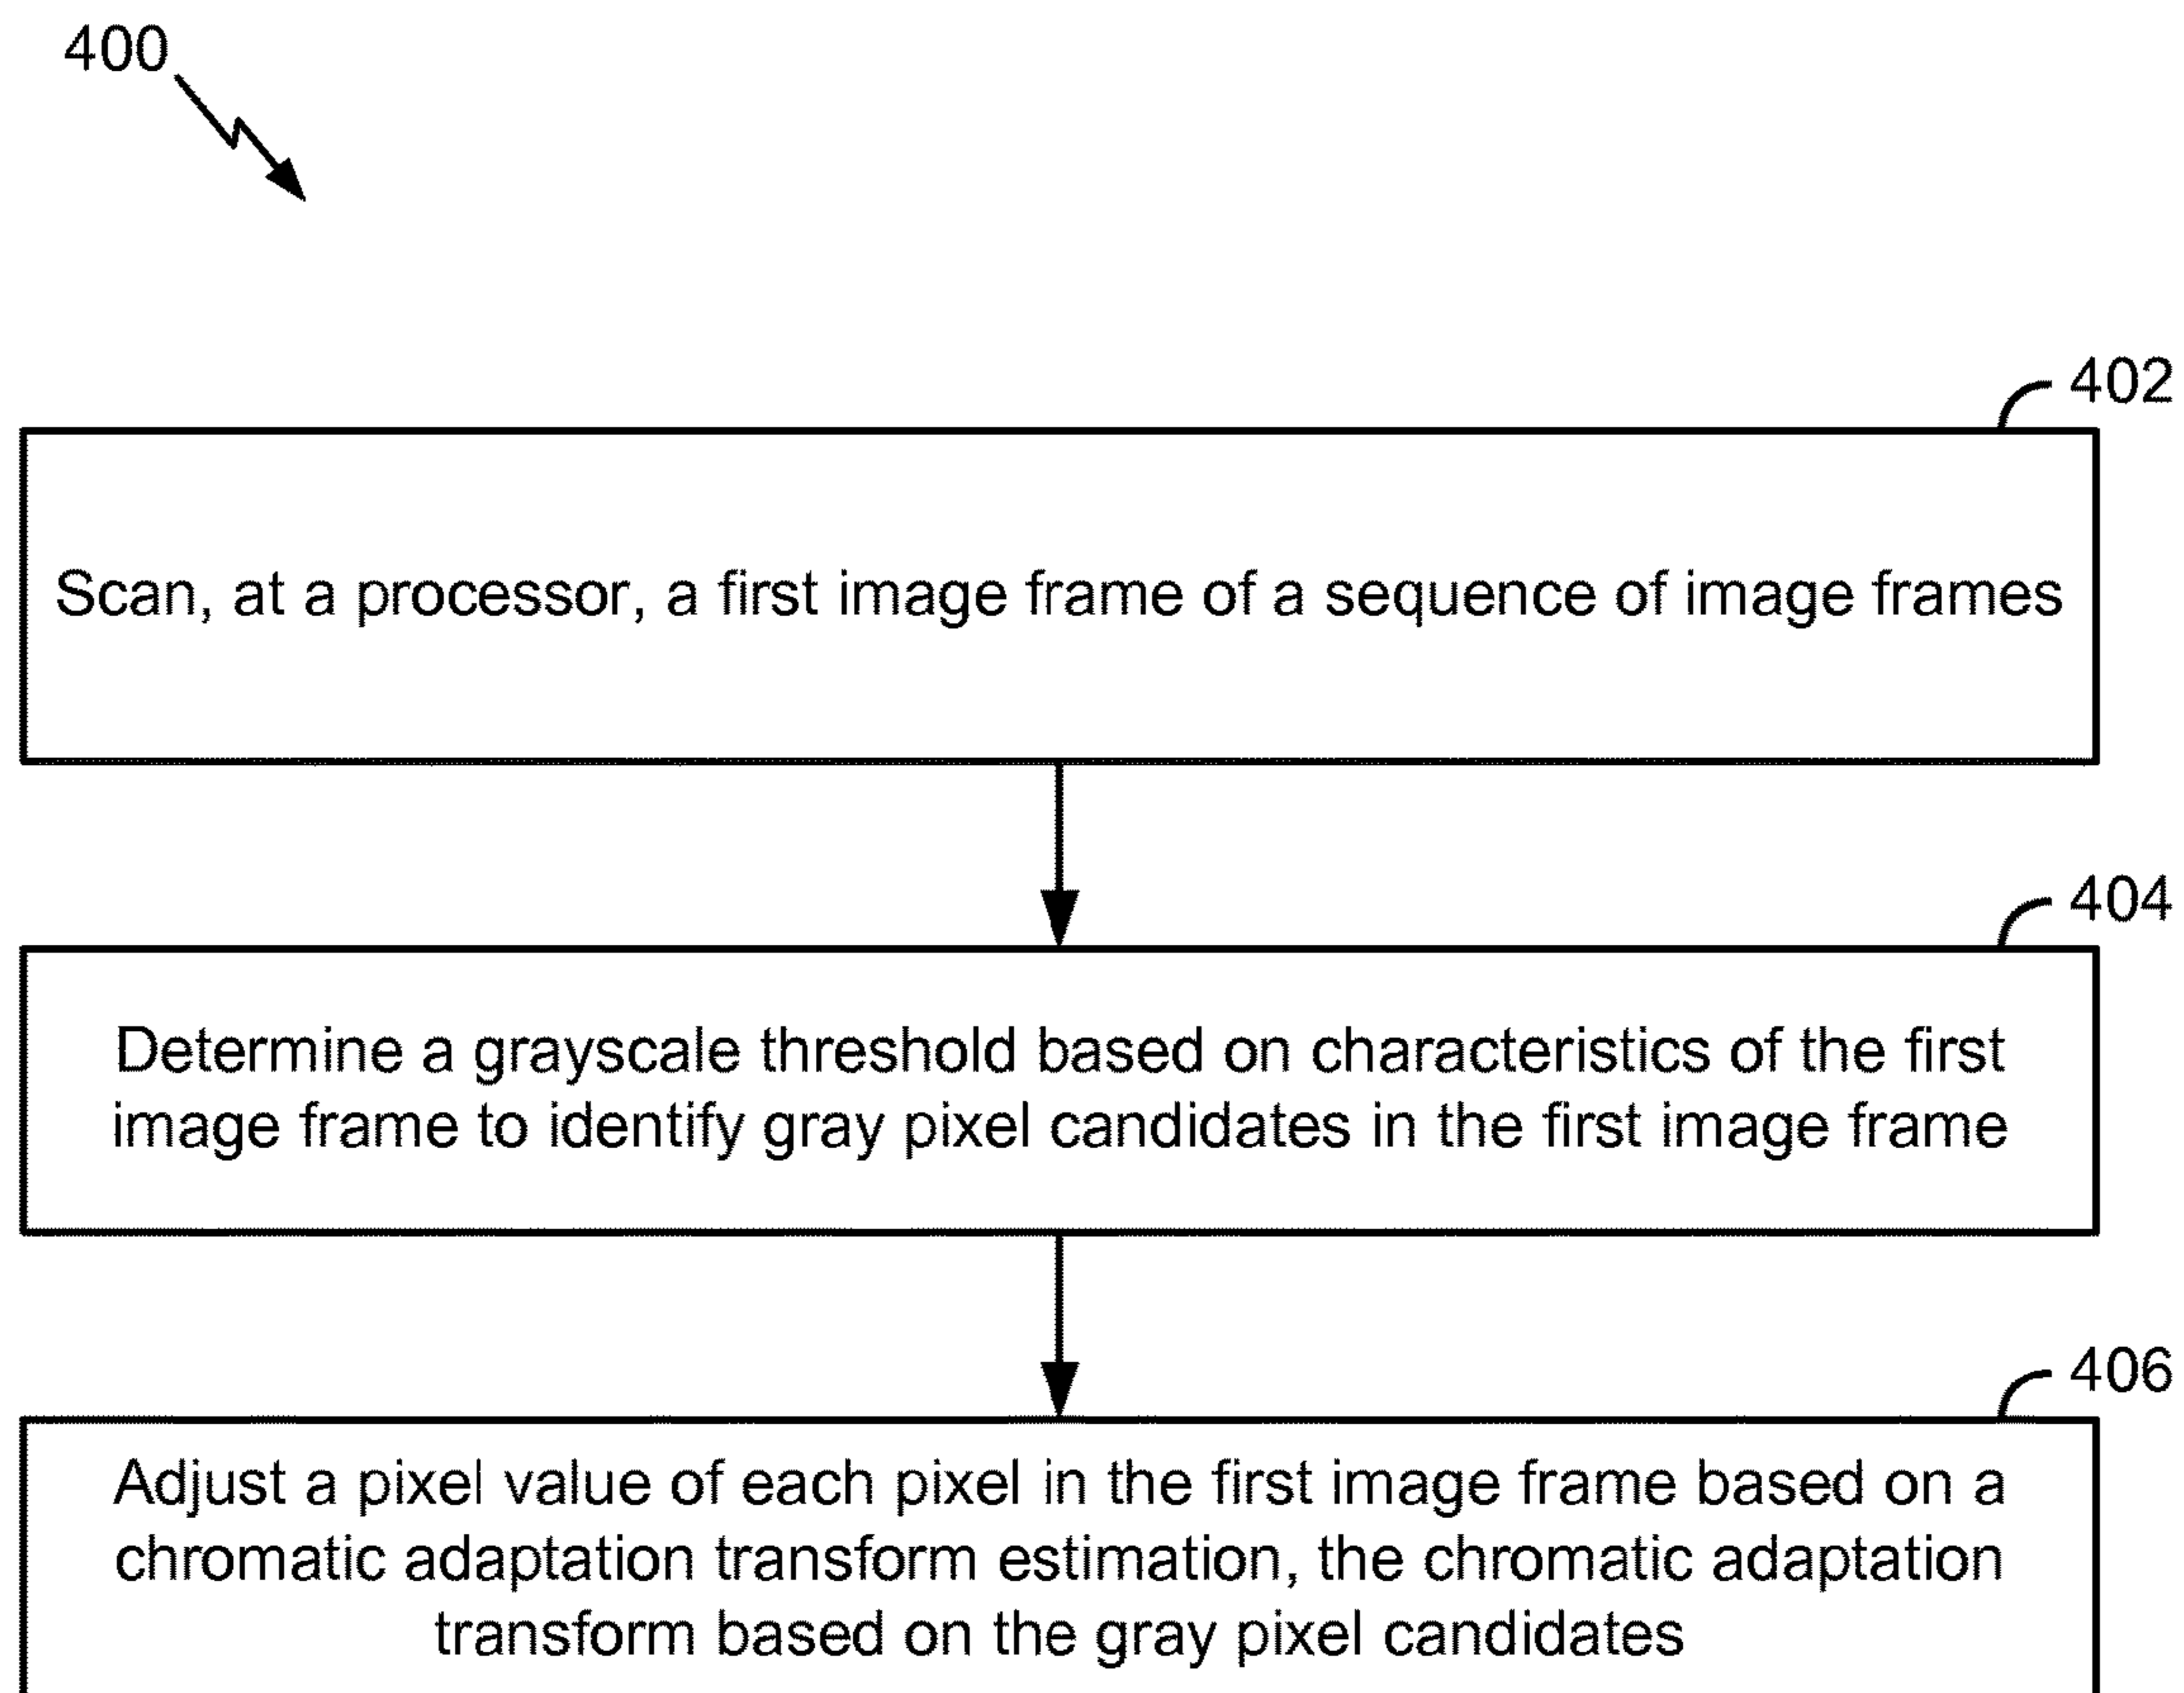 400
402
Scan, at a processor, a first image frame of a sequence of image frames
404
Determine a grayscale threshold based on characteristics of the first
image frame to identify gray pixel candidates in the first image frame
406
Adjust a pixel value of each pixel in the first image frame based on a
chromatic adaptation transform estimation, the chromatic adaptation
transform based on the gray pixel candidates